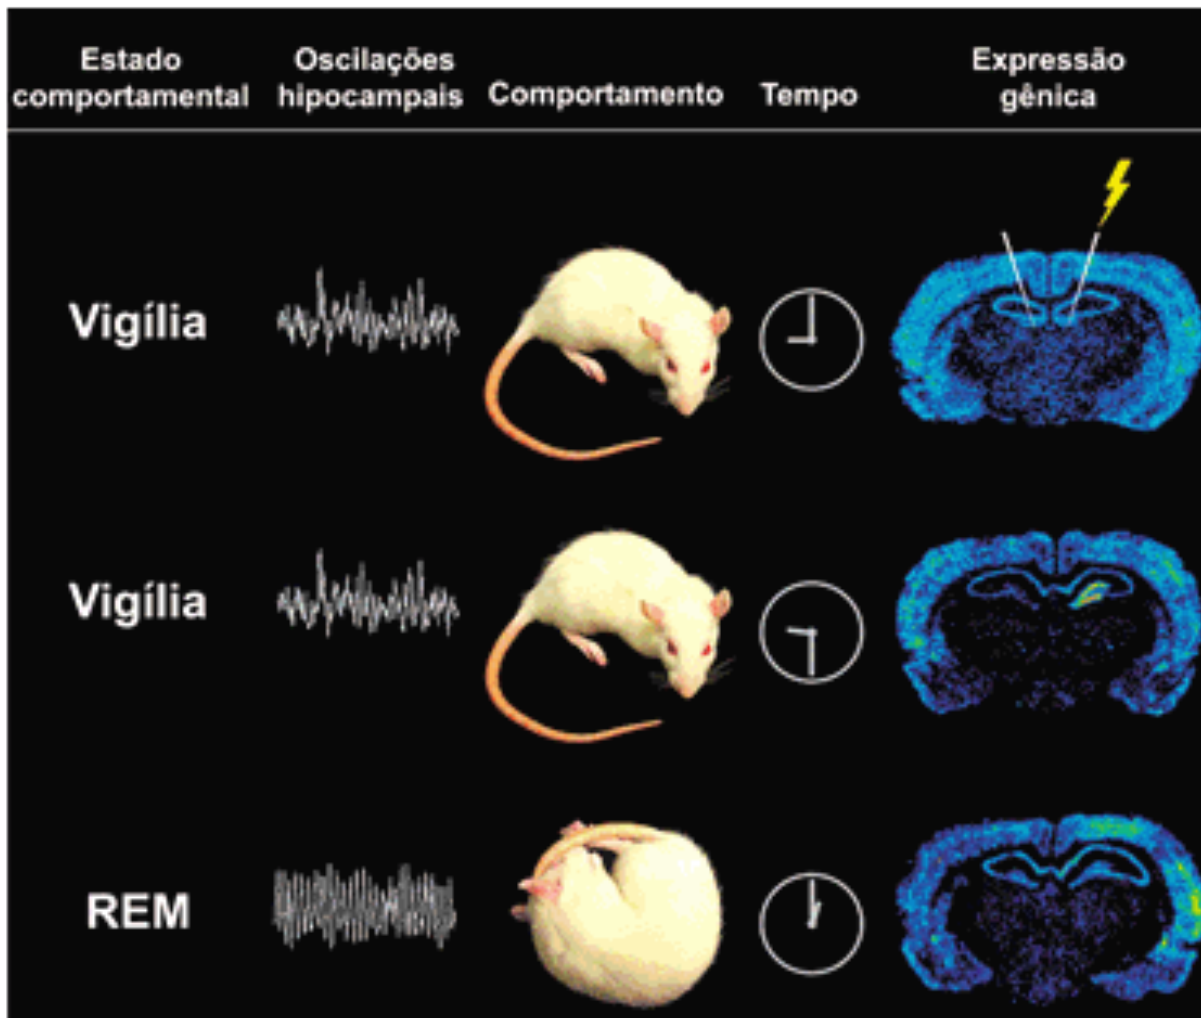 Estado
comportamental
Oscilações
hipocampais
Comportamento
Tempo
Expressão
gênica
Vigília
Vigília
REM